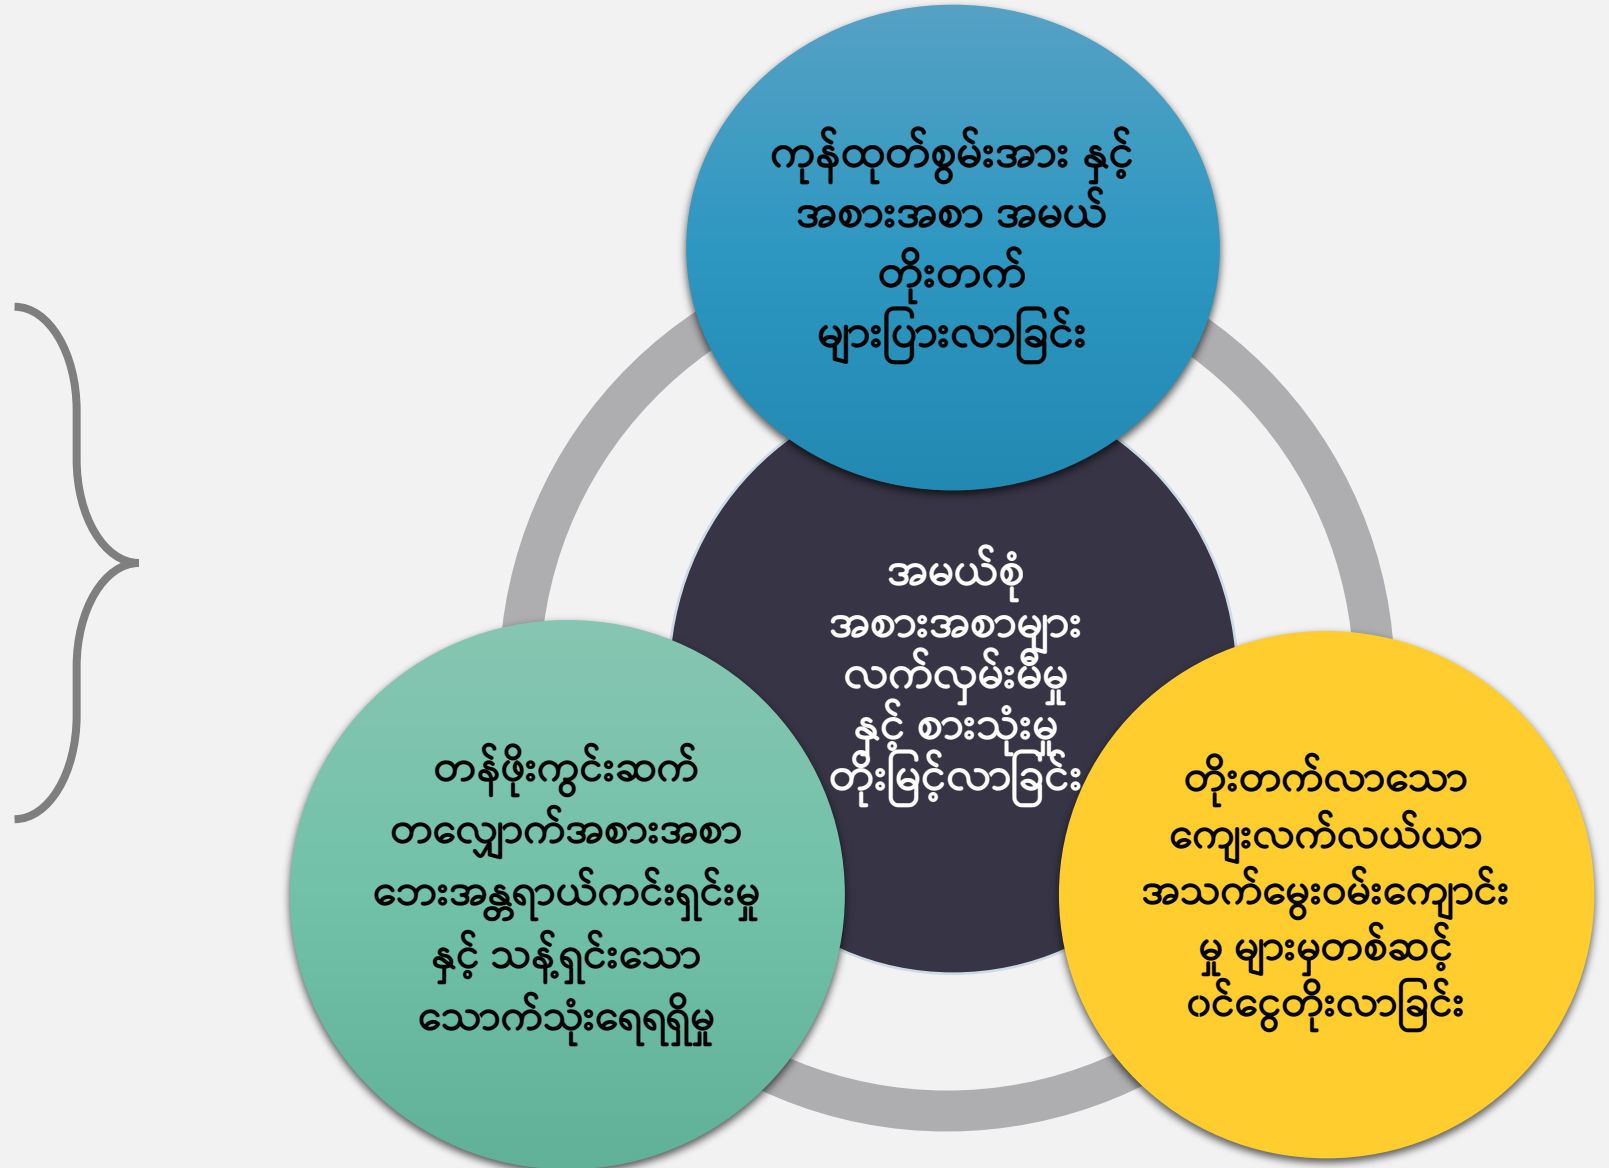 ကုန်ထုတ်စွမ်းအား နှင့်
အစားအစာ အမယ်
တိုးတက်
များပြားလာခြင်း
အမယ်စုံ
အစားအစာများ
လက်လှမ်းမီမှု
နှင့် စားသုံးမှု
တိုးမြင့်လာခြင်း
တန်ဖိုးကွင်းဆက်
တလျှောက်အစားအစာ
ဘေးအန္တရာယ်ကင်းရှင်းမှု
နှင့် သန့်ရှင်းသော
သောက်သုံးရေရရှိမှု
တိုးတက်လာသော
ကျေးလက်လယ်ယာ
အသက်မွေးဝမ်းကျောင်း
မှု များမှတစ်ဆင့်
ဝင်ငွေတိုးလာခြင်း